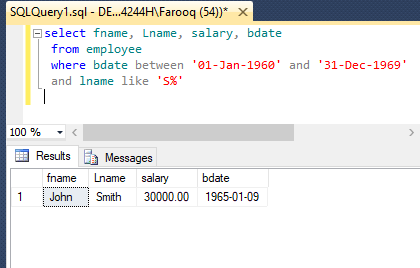 SQLQuery1.sql - DE...4244H\Farooq (54))*
select fname, Lname, salary, bdate
from employee
where bdate between '01-Jan-1960' and '31-Dec-1969'
and lname like 'S%'
100 %
Results Messages
fname Lname salary bdate
1 John Smith 30000.00 1965-01-09